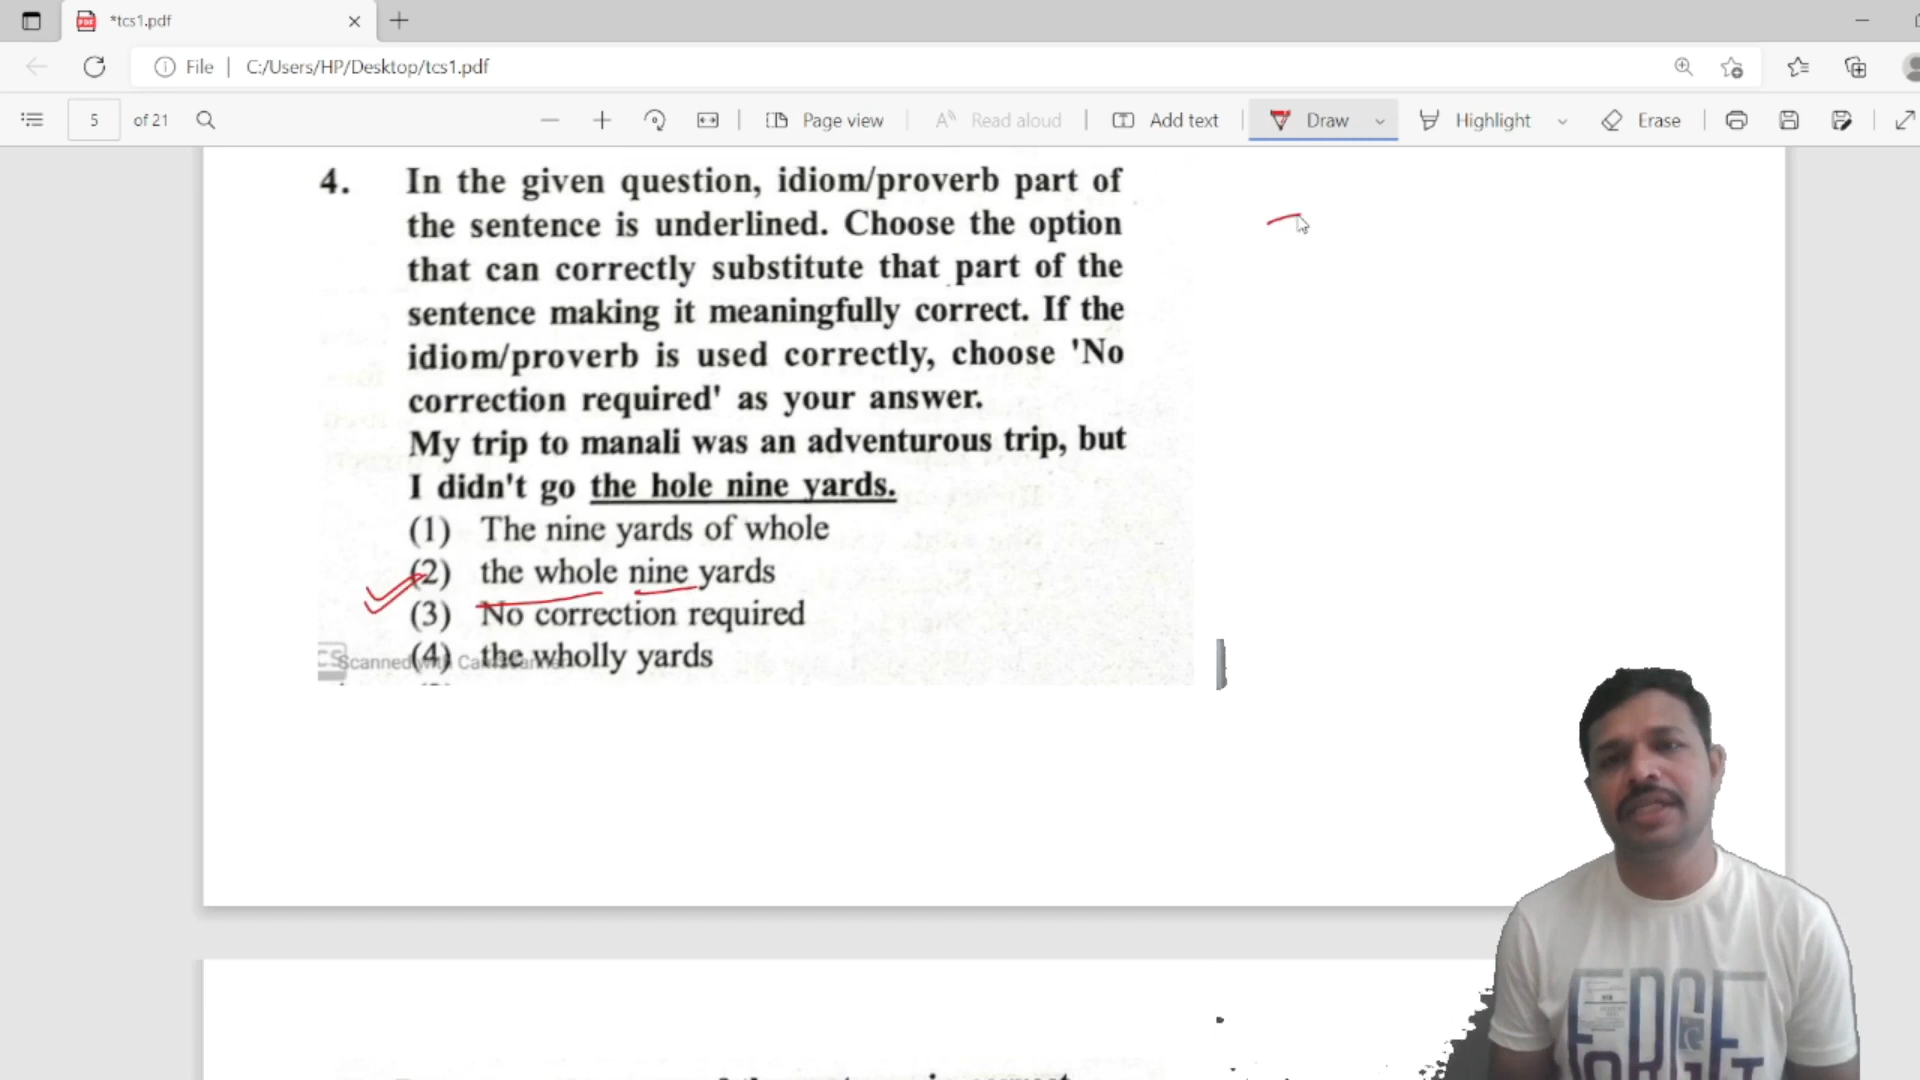 *tcs1.pdf
File | C:/Users/HP/Desktop/tcs1.pdf
5 of 21 Page view Read aloud Add text Draw Highlight Erase
4. In the given question, idiom/proverb part of
the sentence is underlined. Choose the option
that can correctly substitute that part of the
sentence making it meaningfully correct. If the
idiom/proverb is used correctly, choose 'No
correction required' as your answer.
My trip to manali was an adventurous trip, but
I didn't go the hole nine yards.
(1) The nine yards of whole
(2) the whole nine yards
(3) No correction required
(4) the wholly yards
CS Scanned with CamScanner